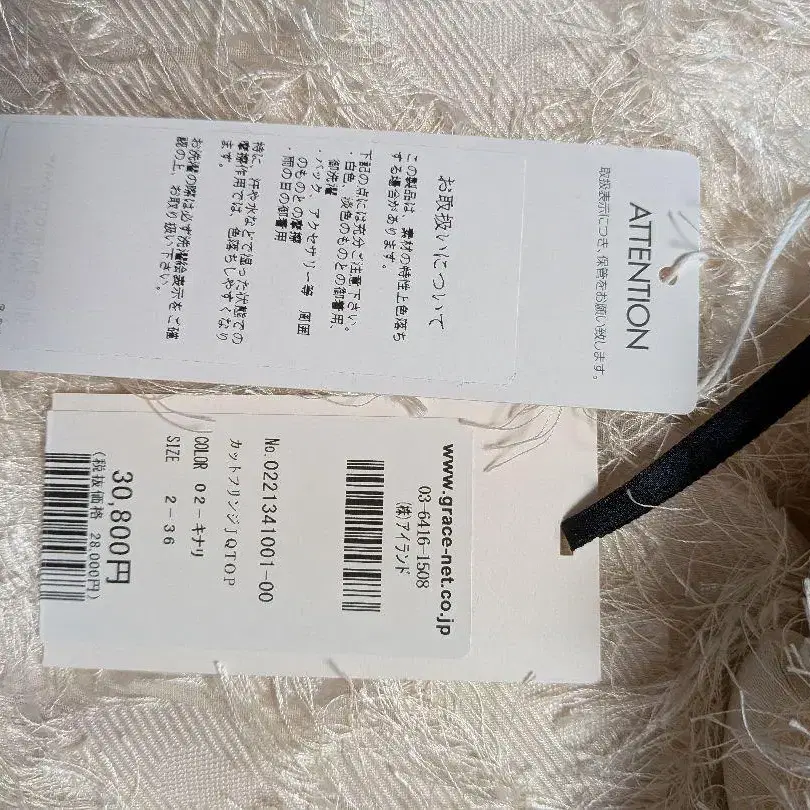 ATTENTION
取扱表示につき、保管をお願い致します。
お取扱いについて
この製品は 素材の特性上色落ち
する場合があります。
下記の点には充分ご注意下さい。
・白色、淡色のものとの御着用、
御洗濯
・バック、アクセサリー等 周囲
のものとの摩擦
・雨の日の御着用
特に、汗や水などで湿った状態での
摩擦作用では、色落ちしやすくなり
ます。
お洗濯の際は必ず洗濯絵表示をご確
認の上、お取り扱い下さい。
www.grace-net.co.jp
03-6416-1508
(株)アイランド
No.0221341001-00
カットフリンジJQTOP
COLOR 02-キナリ
SIZE 2-36
30,800円
(税抜価格 28,000円)